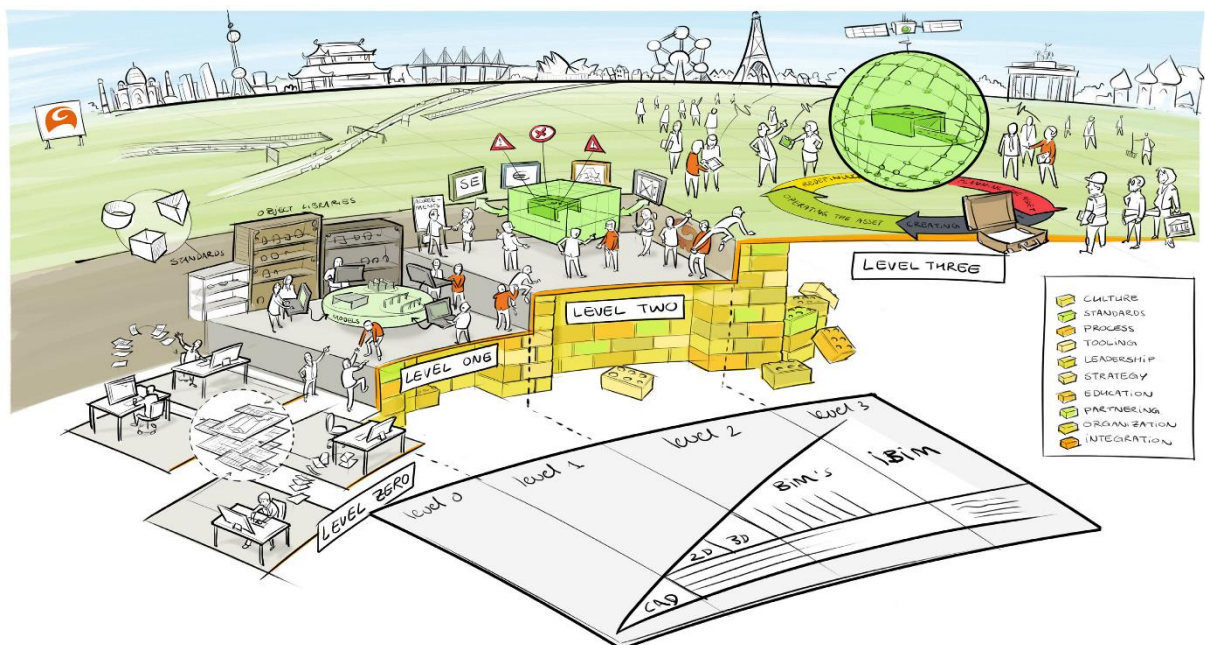 SE
€
AGREE-
MENTS
OBJECT LIBRARIES
STANDARDS
MODELS
OPERATING THE ASSET
CREATING
LEVEL THREE
LEVEL TWO
LEVEL ONE
LEVEL ZERO
CULTURE
STANDARDS
PROCESS
TOOLING
LEADERSHIP
STRATEGY
EDUCATION
PARTNERING
ORGANIZATION
INTEGRATION
level 0
level 1
level 2
level 3
BIM's
iBIM
2D
3D
CAD